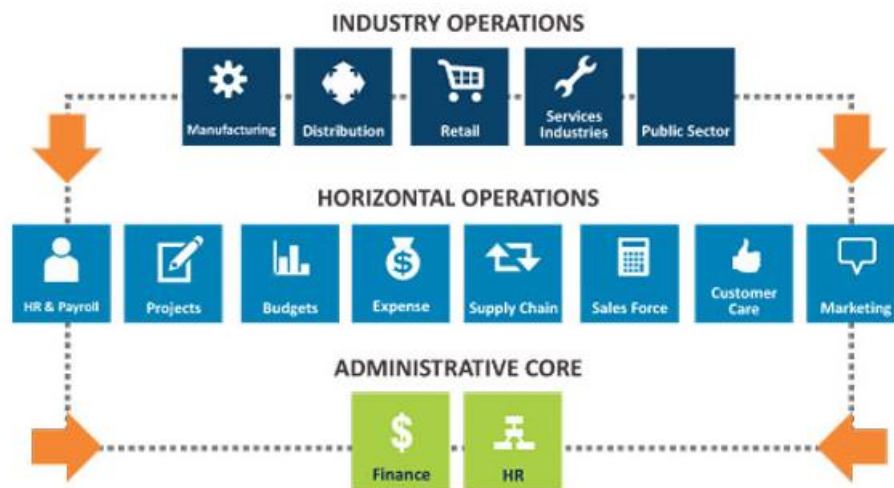 INDUSTRY OPERATIONS
Manufacturing
Distribution
Retail
Services
Industries
Public Sector
HORIZONTAL OPERATIONS
HR & Payroll
Projects
Budgets
Expense
Supply Chain
Sales Force
Customer
Care
Marketing
ADMINISTRATIVE CORE
$
Finance
HR